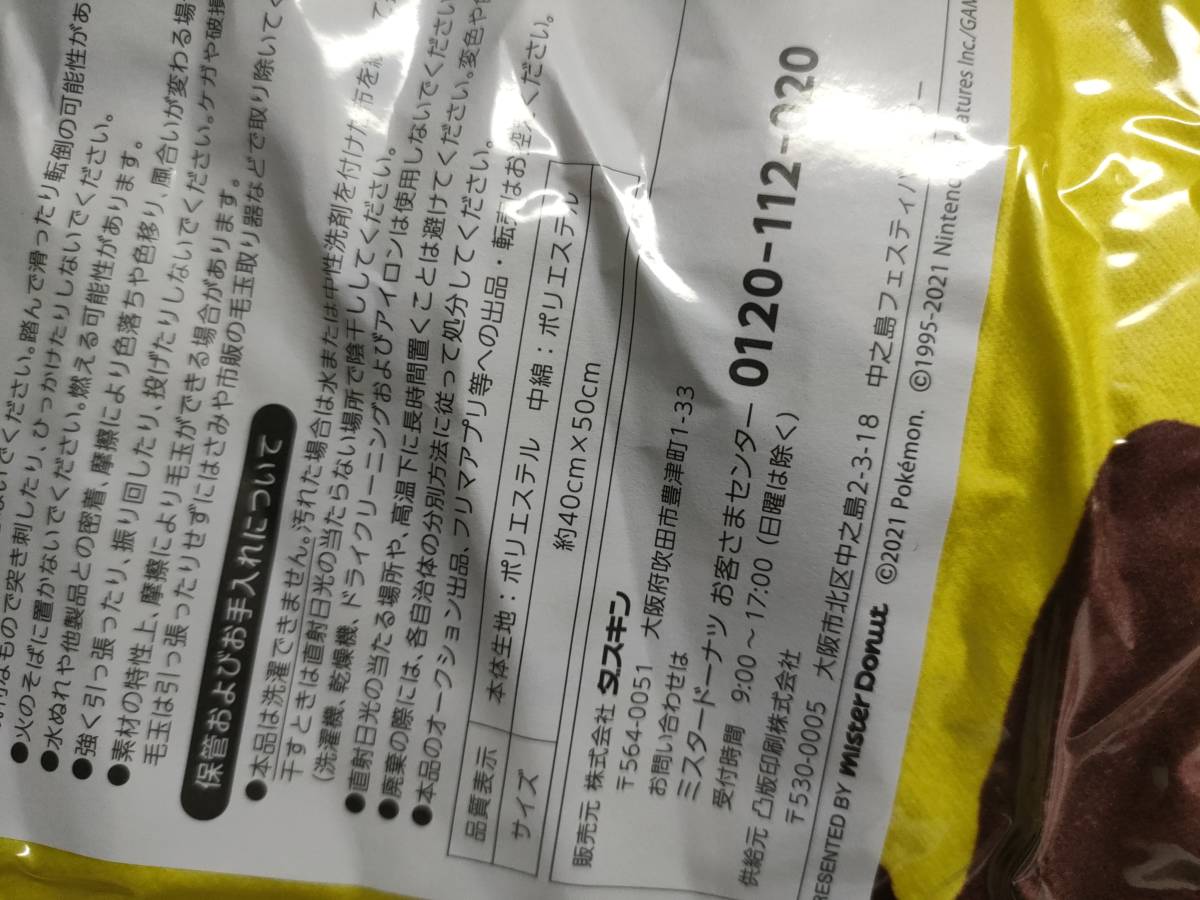 ●火のそばに置かないでください。燃える可能性があります。
●水ぬれや他製品との密着、摩擦により色落ちや色移り、風合いが変わる場
●強く引っ張ったり、振り回したり、投げたりしないでください。ケガや破損
●素材の特性上、摩擦により毛玉ができる場合があります。
毛玉は引っ張ったりせずにはさみや市販の毛玉取り器などで取り除いてく
保管およびお手入れについて
●本品は洗濯できません。汚れた場合は水または中性洗剤を付けた布を
干すときは直射日光の当たらない場所で陰干ししてください。
(洗濯機、乾燥機、ドライクリーニングおよびアイロンは使用しないでください
●直射日光の当たる場所や、高温下に長時間置くことは避けてください。変色や
●廃棄の際には、各自治体の分別方法に従って処分してください。
●本品のオークション出品、フリマアプリ等への出品・転売はお控えください。
品質表示 本体生地：ポリエステル 中綿：ポリエステル
サイズ 約40cm×50cm
販売元 株式会社 ダスキン
〒564-0051 大阪府吹田市豊津町1-33
お問い合わせは
ミスタードーナツ お客さまセンター 0120-112-020
受付時間 9:00～17:00（日曜は除く）
供給元 凸版印刷株式会社
〒530-0005 大阪市北区中之島2-3-18 中之島フェスティバ
RESENTED BY mister Donut ©2021 Pokémon. ©1995-2021 Nintendo atures Inc./GAM